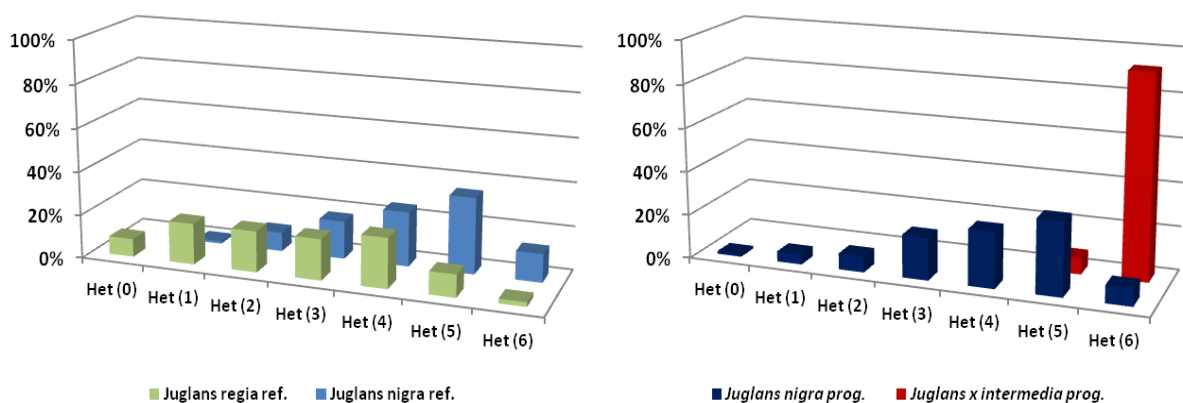 100%
80%
60%
40%
20%
0%
Het (0)
Het (1)
Het (2)
Het (3)
Het (4)
Het (5)
Het (6)
Juglans regia ref.
Juglans nigra ref.
100%
80%
60%
40%
20%
0%
Het (0)
Het (1)
Het (2)
Het (3)
Het (4)
Het (5)
Het (6)
Juglans nigra prog.
Juglans x intermedia prog.